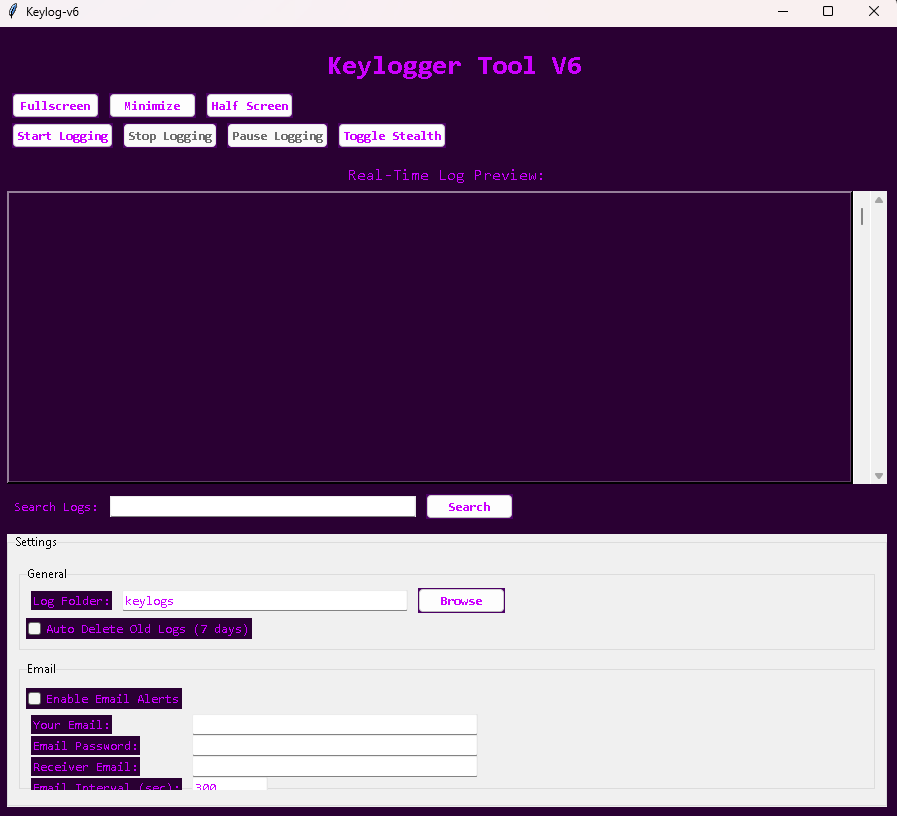 Keylog-v6
Keylogger Tool V6
Fullscreen Minimize Half Screen
Start Logging Stop Logging Pause Logging Toggle Stealth
Real-Time Log Preview:
Search Logs: Search
Settings
General
Log Folder: keylogs Browse
Auto Delete Old Logs (7 days)
Email
Enable Email Alerts
Your Email:
Email Password:
Receiver Email:
Email Interval (sec): 300